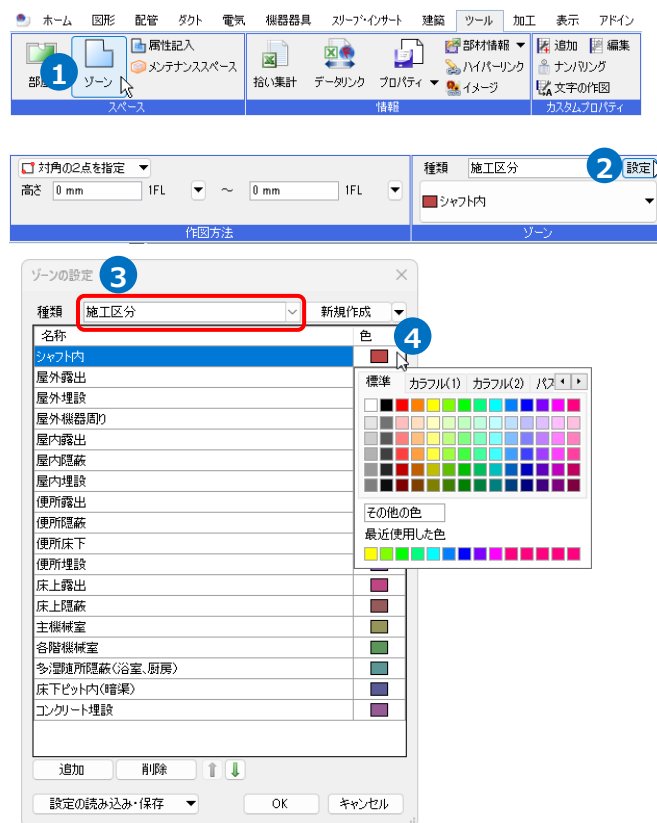 ホーム 図形 配管 ダクト 電気 機器器具 スリーブ・インサート 建築 ツール 加工 表示 アドイン
属性記入
メンテナンススペース
部屋
1
ゾーン
スペース
拾い集計 データリンク プロパティ
部材情報
ハイパーリンク
イメージ
情報
追加 編集
ナンバリング
文字の作図
カスタムプロパティ
対角の2点を指定
高さ 0 mm 1FL ～ 0 mm 1FL
作図方法
種類 施工区分 2 設定
シャフト内
ゾーン
ゾーンの設定 3
種類 施工区分 新規作成
名称 色 4
シャフト内
屋外露出
屋外埋設
屋外機器周り
屋内露出
屋内隠蔽
屋内埋設
便所露出
便所隠蔽
便所床下
便所埋設
床上露出
床上隠蔽
主機械室
各階機械室
多湿箇所隠蔽(浴室、厨房)
床下ピット内(暗渠)
コンクリート埋設
標準 カラフル(1) カラフル(2) パス
その他の色
最近使用した色
追加 削除
設定の読み込み・保存 OK キャンセル